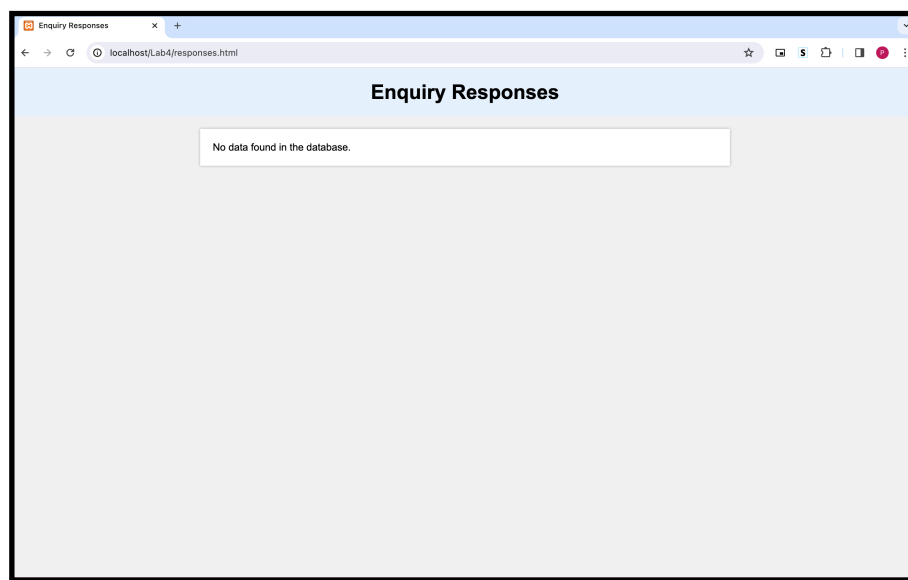 Enquiry Responses
localhost/Lab4/responses.html
S
P
Enquiry Responses
No data found in the database.